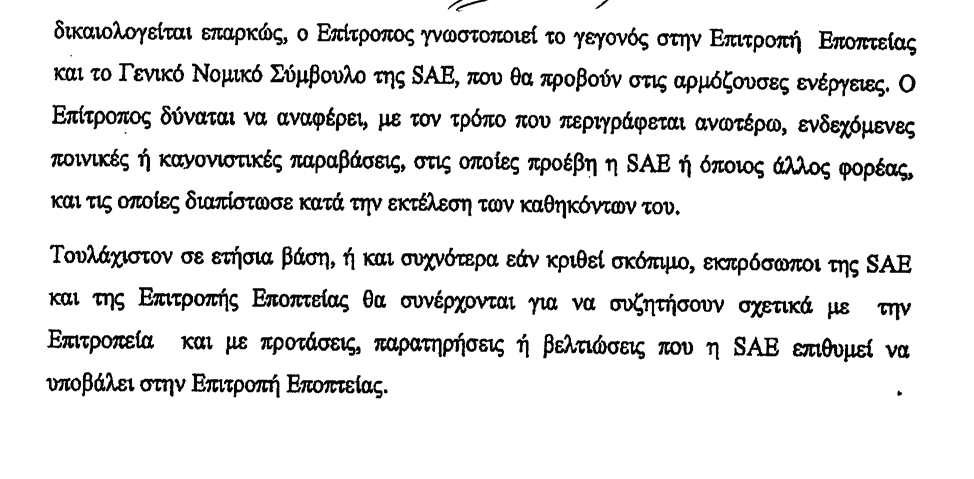 δικαιολογείται επαρκώς, ο Επίτροπος γνωστοποιεί το γεγονός στην Επιτροπή Εποπτείας
και το Γενικό Νομικό Σύμβουλο της SAE, που θα προβούν στις αρμόζουσες ενέργειες. Ο
Επίτροπος δύναται να αναφέρει, με τον τρόπο που περιγράφεται ανωτέρω, ενδεχόμενες
ποινικές ή κανονιστικές παραβάσεις, στις οποίες προέβη η SAE ή όποιος άλλος φορέας,
και τις οποίες διαπίστωσε κατά την εκτέλεση των καθηκόντων του.
Τουλάχιστον σε ετήσια βάση, ή και συχνότερα εάν κριθεί σκόπιμο, εκπρόσωποι της SAE
και της Επιτροπής Εποπτείας θα συνέρχονται για να συζητήσουν σχετικά με την
Επιτροπεία και με προτάσεις, παρατηρήσεις ή βελτιώσεις που η SAE επιθυμεί να
υποβάλει στην Επιτροπή Εποπτείας.